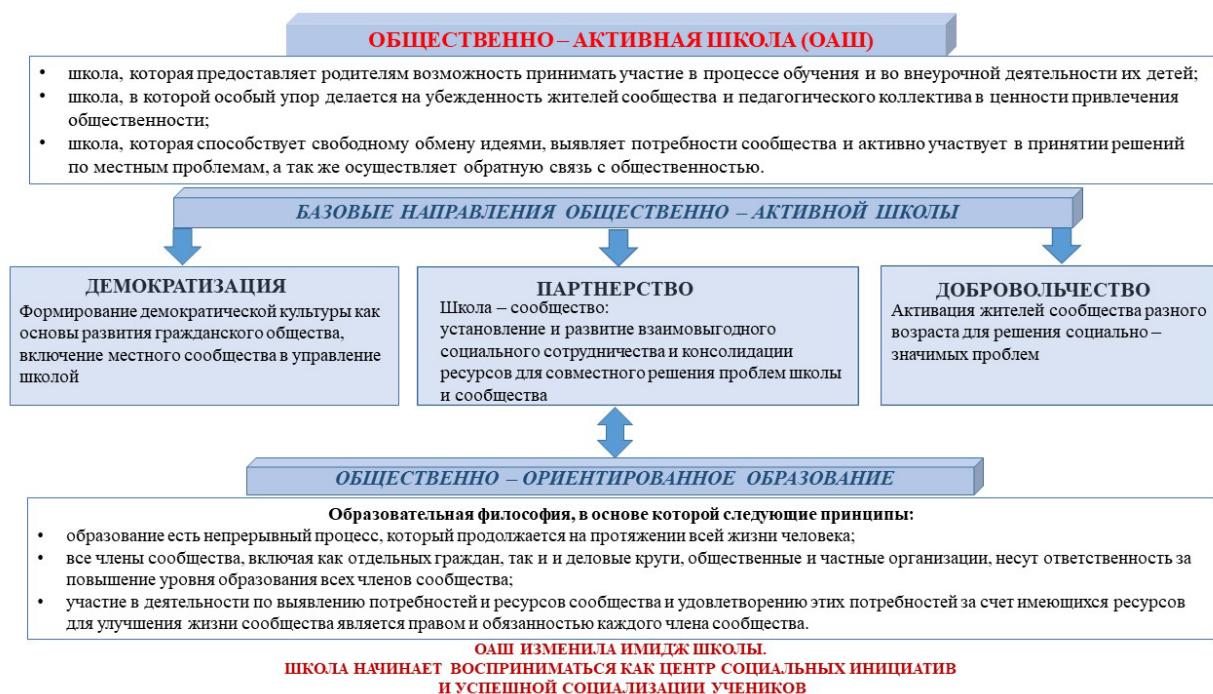 ОБЩЕСТВЕННО – АКТИВНАЯ ШКОЛА (ОАШ)
• школа, которая предоставляет родителям возможность принимать участие в процессе обучения и во внеурочной деятельности их детей;
• школа, в которой особый упор делается на убежденность жителей сообщества и педагогического коллектива в ценности привлечения
общественности;
• школа, которая способствует свободному обмену идеями, выявляет потребности сообщества и активно участвует в принятии решений
по местным проблемам, а так же осуществляет обратную связь с общественностью.
БАЗОВЫЕ НАПРАВЛЕНИЯ ОБЩЕСТВЕННО – АКТИВНОЙ ШКОЛЫ
ДЕМОКРАТИЗАЦИЯ
Формирование демократической культуры как
основы развития гражданского общества,
включение местного сообщества в управление
школой
ПАРТНЕРСТВО
Школа – сообщество:
установление и развитие взаимовыгодного
социального сотрудничества и консолидации
ресурсов для совместного решения проблем школы
и сообщества
ДОБРОВОЛЬЧЕСТВО
Активация жителей сообщества разного
возраста для решения социально –
значимых проблем
ОБЩЕСТВЕННО – ОРИЕНТИРОВАННОЕ ОБРАЗОВАНИЕ
Образовательная философия, в основе которой следующие принципы:
• образование есть непрерывный процесс, который продолжается на протяжении всей жизни человека;
• все члены сообщества, включая как отдельных граждан, так и и деловые круги, общественные и частные организации, несут ответственность за
повышение уровня образования всех членов сообщества;
• участие в деятельности по выявлению потребностей и ресурсов сообщества и удовлетворению этих потребностей за счет имеющихся ресурсов
для улучшения жизни сообщества является правом и обязанностью каждого члена сообщества.
ОАШ ИЗМЕНИЛА ИМИДЖ ШКОЛЫ.
ШКОЛА НАЧИНАЕТ ВОСПРИНИМАТЬСЯ КАК ЦЕНТР СОЦИАЛЬНЫХ ИНИЦИАТИВ
И УСПЕШНОЙ СОЦИАЛИЗАЦИИ УЧЕНИКОВ